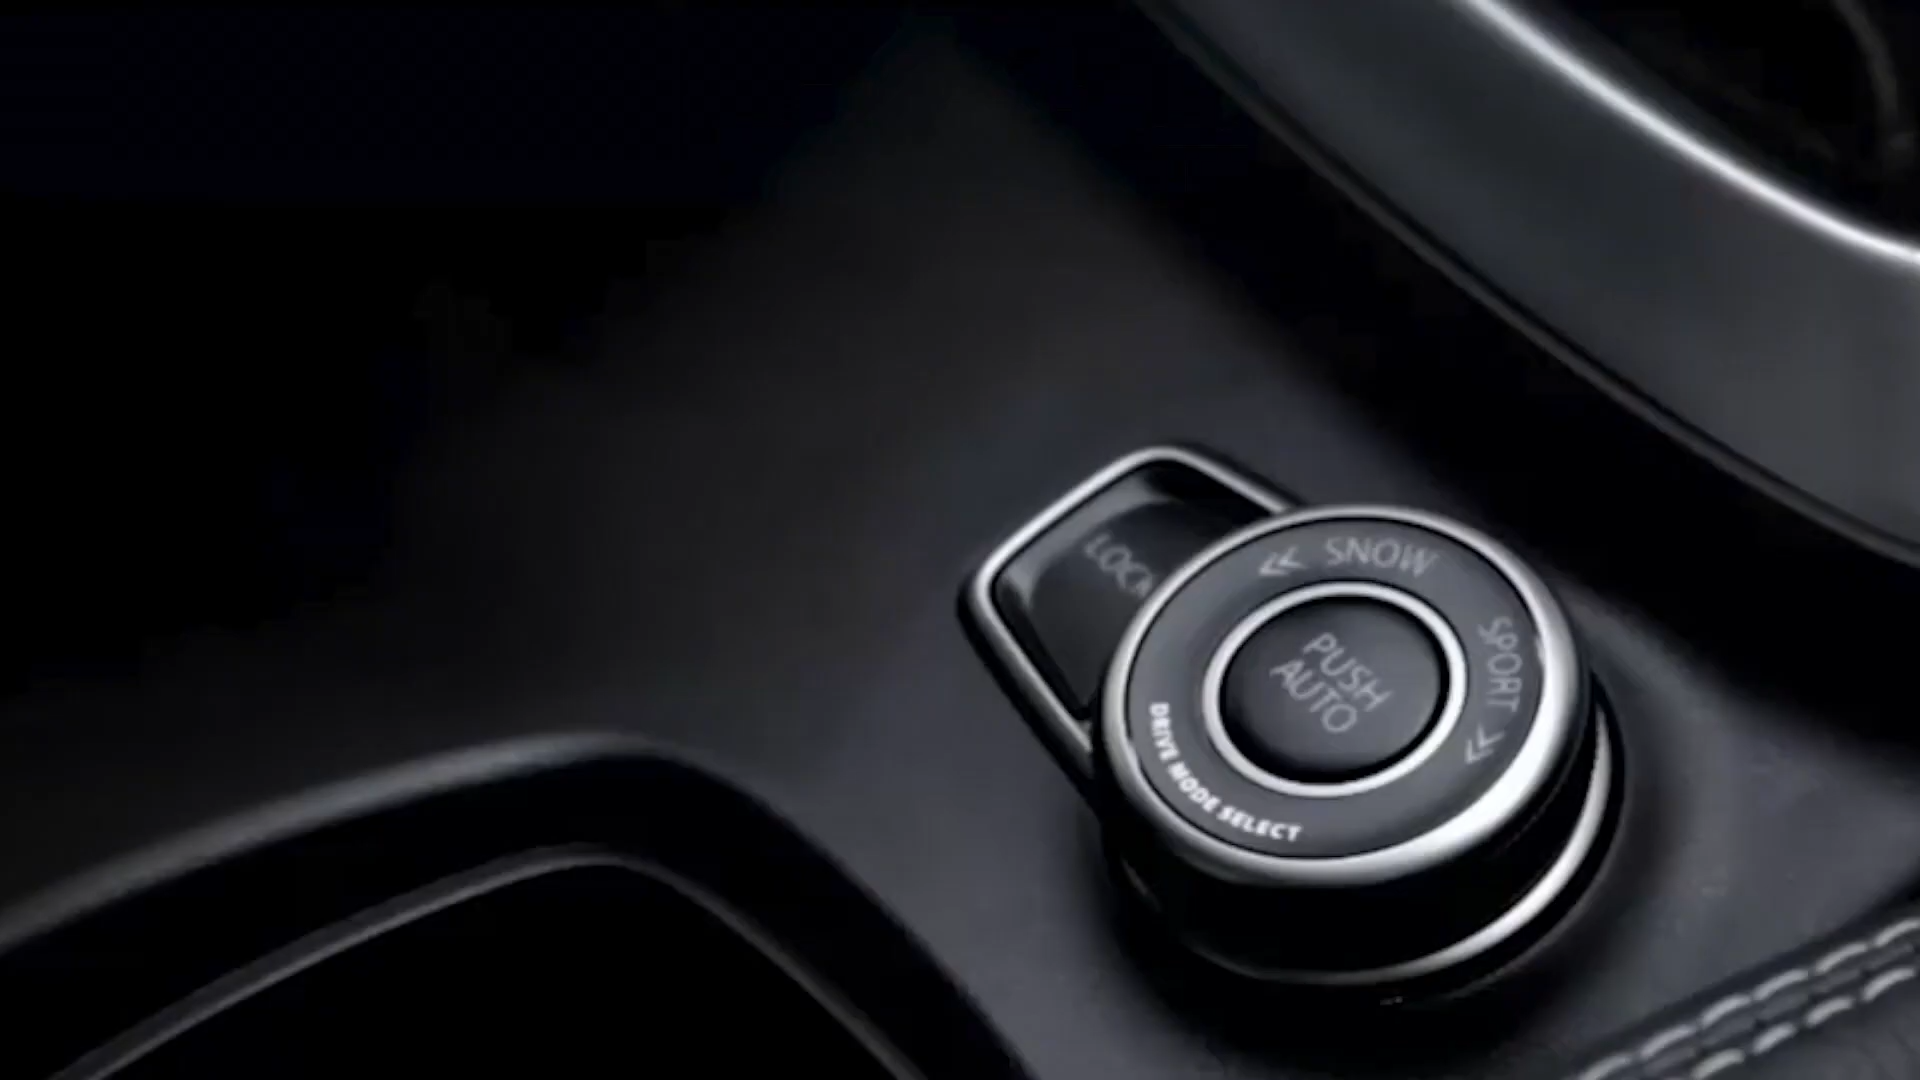 LOCK
« SNOW
SPORT «
PUSH
AUTO
DRIVE MODE SELECT